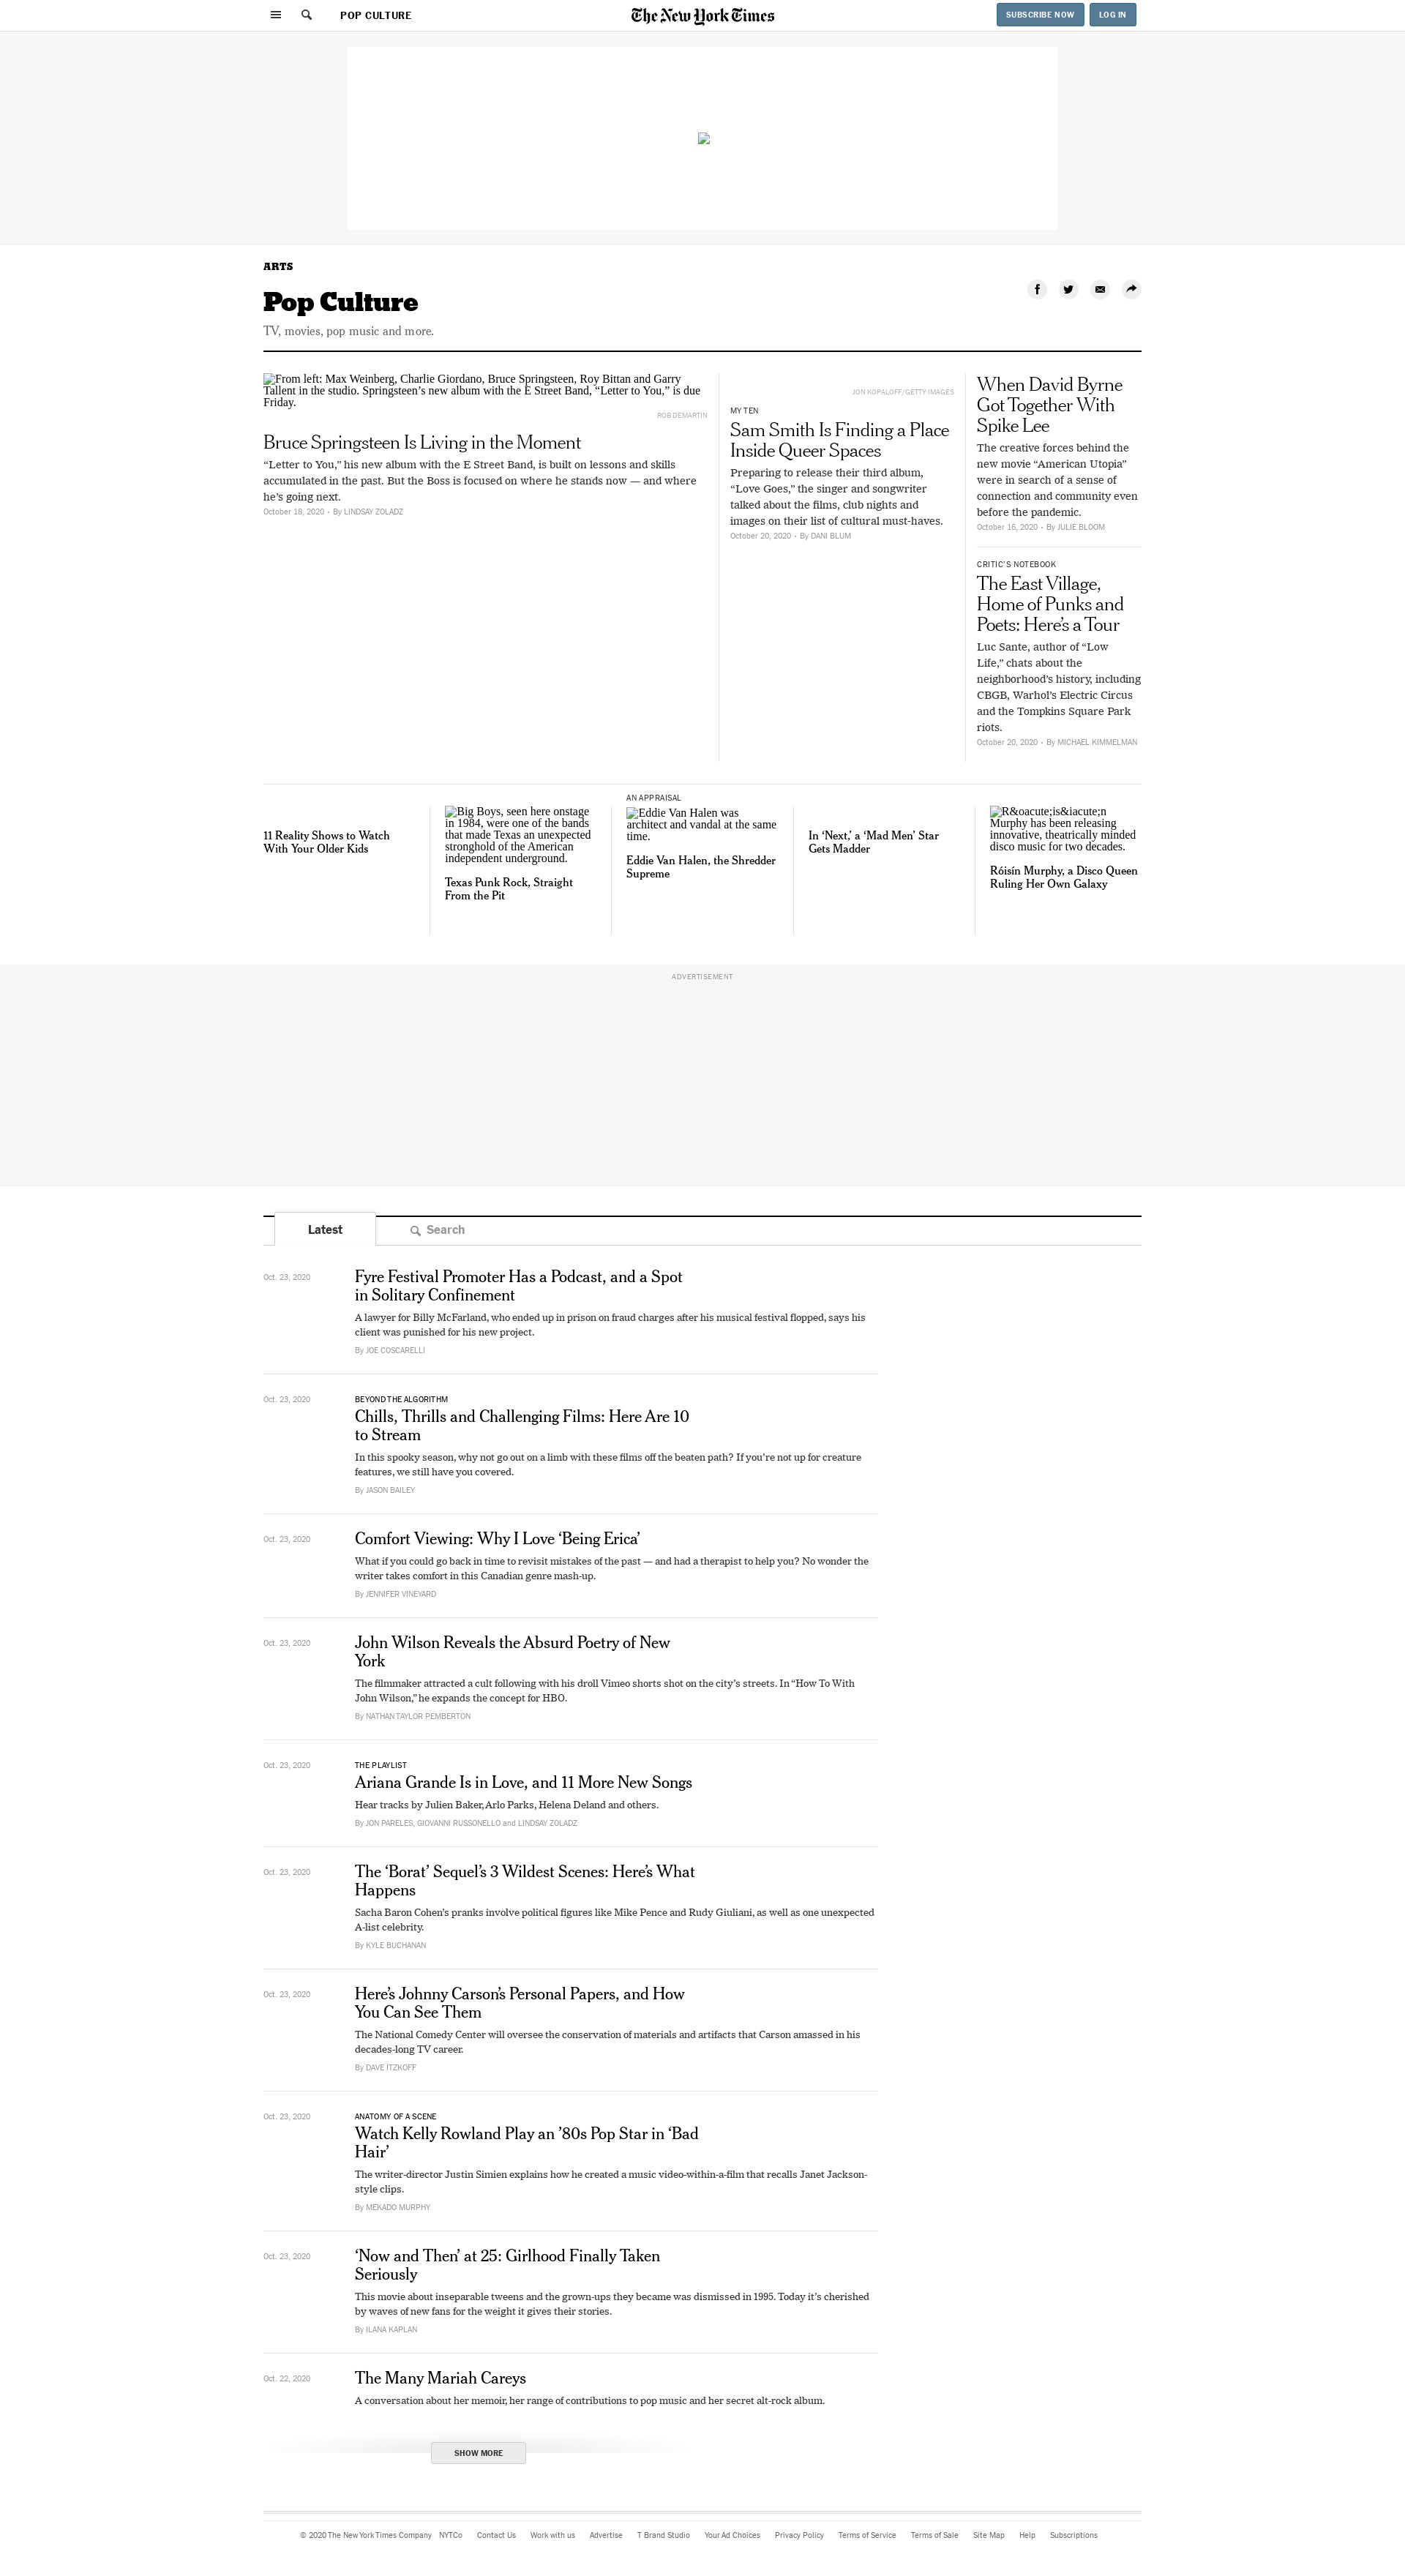 POP CULTURE
The New York Times
SUBSCRIBE NOW
LOG IN
ARTS
Pop Culture
TV, movies, pop music and more.
From left: Max Weinberg, Charlie Giordano, Bruce Springsteen, Roy Bittan and Garry
Tallent in the studio. Springsteen's new album with the E Street Band, “Letter to You,” is due
Friday.
ROB DEMARTIN
Bruce Springsteen Is Living in the Moment
“Letter to You,” his new album with the E Street Band, is built on lessons and skills
accumulated in the past. But the Boss is focused on where he stands now — and where
he’s going next.
October 18, 2020 • By LINDSAY ZOLADZ
JON KOPALOFF/GETTY IMAGES
MY TEN
Sam Smith Is Finding a Place
Inside Queer Spaces
Preparing to release their third album,
“Love Goes,” the singer and songwriter
talked about the films, club nights and
images on their list of cultural must-haves.
October 20, 2020 • By DANI BLUM
When David Byrne
Got Together With
Spike Lee
The creative forces behind the
new movie “American Utopia”
were in search of a sense of
connection and community even
before the pandemic.
October 16, 2020 • By JULIE BLOOM
CRITIC’S NOTEBOOK
The East Village,
Home of Punks and
Poets: Here’s a Tour
Luc Sante, author of “Low
Life,” chats about the
neighborhood’s history, including
CBGB, Warhol’s Electric Circus
and the Tompkins Square Park
riots.
October 20, 2020 • By MICHAEL KIMMELMAN
11 Reality Shows to Watch
With Your Older Kids
Big Boys, seen here onstage
in 1984, were one of the bands
that made Texas an unexpected
stronghold of the American
independent underground.
Texas Punk Rock, Straight
From the Pit
AN APPRAISAL
Eddie Van Halen was
architect and vandal at the same
time.
Eddie Van Halen, the Shredder
Supreme
In ‘Next,’ a ‘Mad Men’ Star
Gets Madder
R&oacute;is&iacute;n
Murphy has been releasing
innovative, theatrically minded
disco music for two decades.
Róisín Murphy, a Disco Queen
Ruling Her Own Galaxy
ADVERTISEMENT
Latest
Search
Oct. 23, 2020
Fyre Festival Promoter Has a Podcast, and a Spot
in Solitary Confinement
A lawyer for Billy McFarland, who ended up in prison on fraud charges after his musical festival flopped, says his
client was punished for his new project.
By JOE COSCARELLI
Oct. 23, 2020
BEYOND THE ALGORITHM
Chills, Thrills and Challenging Films: Here Are 10
to Stream
In this spooky season, why not go out on a limb with these films off the beaten path? If you’re not up for creature
features, we still have you covered.
By JASON BAILEY
Oct. 23, 2020
Comfort Viewing: Why I Love ‘Being Erica’
What if you could go back in time to revisit mistakes of the past — and had a therapist to help you? No wonder the
writer takes comfort in this Canadian genre mash-up.
By JENNIFER VINEYARD
Oct. 23, 2020
John Wilson Reveals the Absurd Poetry of New
York
The filmmaker attracted a cult following with his droll Vimeo shorts shot on the city’s streets. In “How To With
John Wilson,” he expands the concept for HBO.
By NATHAN TAYLOR PEMBERTON
Oct. 23, 2020
THE PLAYLIST
Ariana Grande Is in Love, and 11 More New Songs
Hear tracks by Julien Baker, Arlo Parks, Helena Deland and others.
By JON PARELES, GIOVANNI RUSSONELLO and LINDSAY ZOLADZ
Oct. 23, 2020
The ‘Borat’ Sequel’s 3 Wildest Scenes: Here’s What
Happens
Sacha Baron Cohen’s pranks involve political figures like Mike Pence and Rudy Giuliani, as well as one unexpected
A-list celebrity.
By KYLE BUCHANAN
Oct. 23, 2020
Here’s Johnny Carson’s Personal Papers, and How
You Can See Them
The National Comedy Center will oversee the conservation of materials and artifacts that Carson amassed in his
decades-long TV career.
By DAVE ITZKOFF
Oct. 23, 2020
ANATOMY OF A SCENE
Watch Kelly Rowland Play an ’80s Pop Star in ‘Bad
Hair’
The writer-director Justin Simien explains how he created a music video-within-a-film that recalls Janet Jackson-
style clips.
By MEKADO MURPHY
Oct. 23, 2020
‘Now and Then’ at 25: Girlhood Finally Taken
Seriously
This movie about inseparable tweens and the grown-ups they became was dismissed in 1995. Today it’s cherished
by waves of new fans for the weight it gives their stories.
By ILANA KAPLAN
Oct. 22, 2020
The Many Mariah Careys
A conversation about her memoir, her range of contributions to pop music and her secret alt-rock album.
SHOW MORE
© 2020 The New York Times Company NYTCo Contact Us Work with us Advertise T Brand Studio Your Ad Choices Privacy Policy Terms of Service Terms of Sale Site Map Help Subscriptions